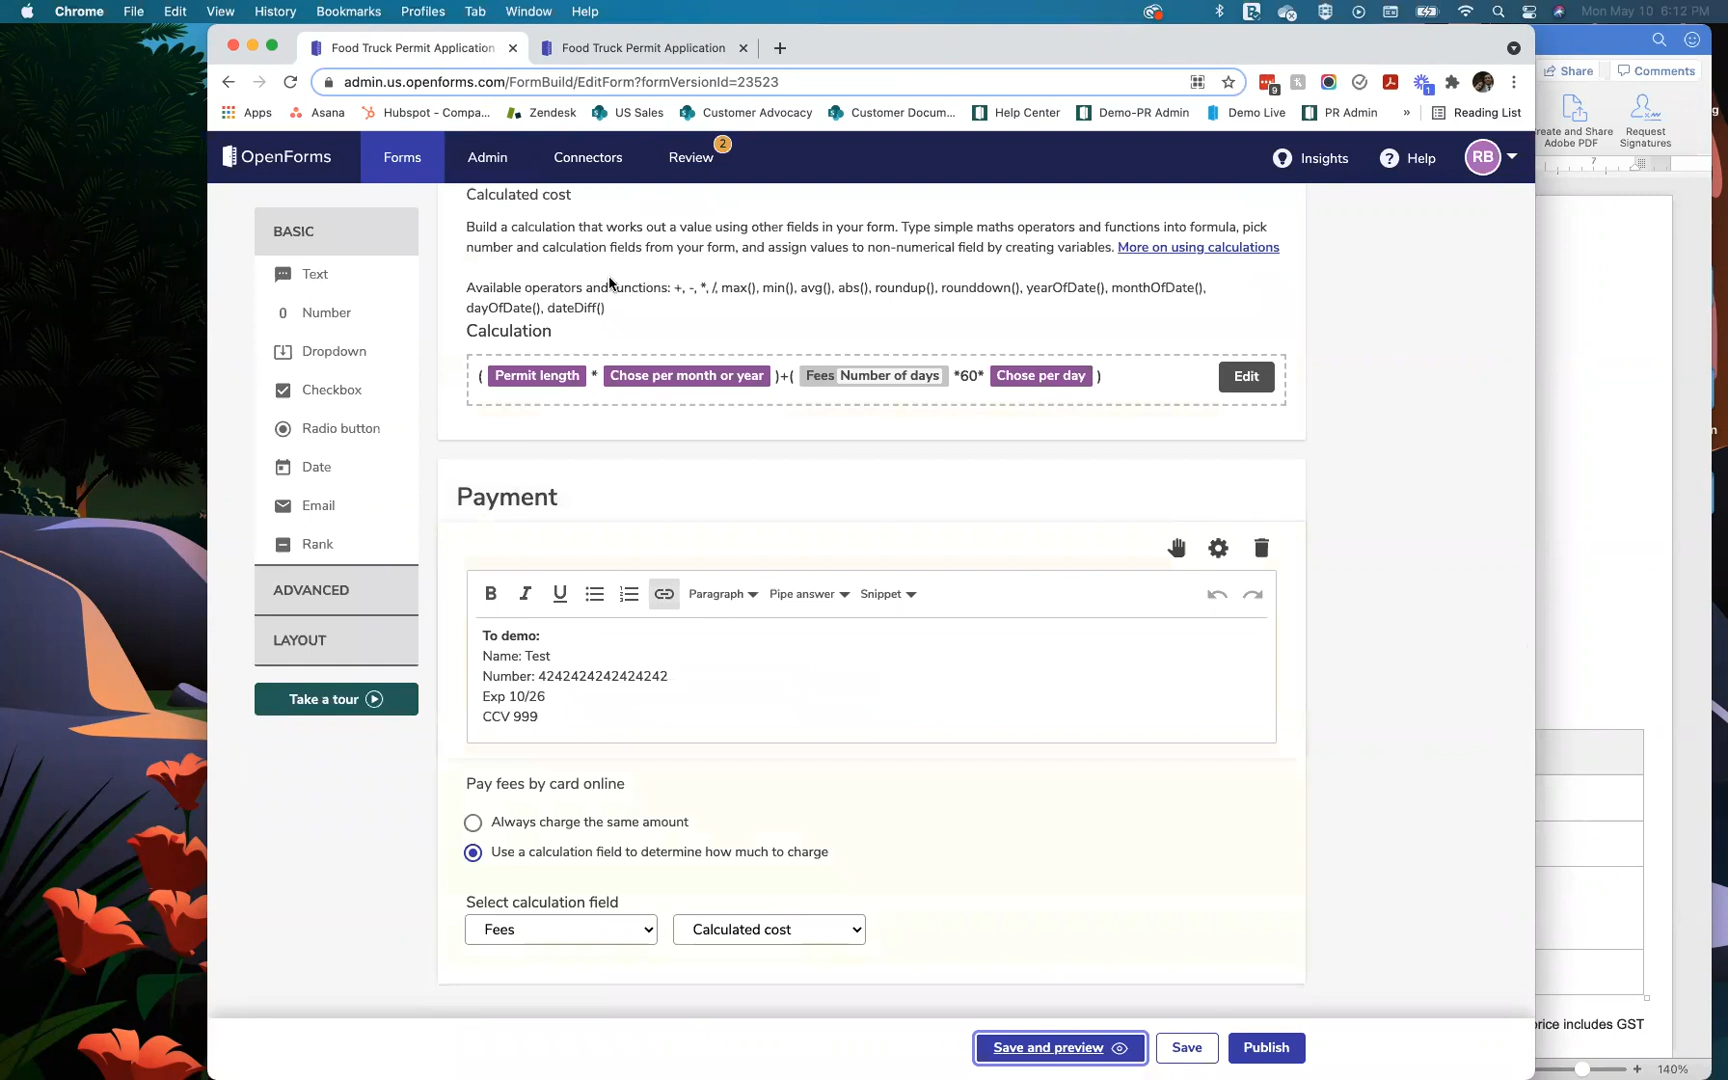 Chrome File Edit View History Bookmarks Profiles Tab Window Help Mon May 10 6:12 PM
Food Truck Permit Application Food Truck Permit Application
admin.us.openforms.com/FormBuild/EditForm?formVersionId=23523 9 1
Apps Asana Hubspot - Compa... Zendesk US Sales Customer Advocacy Customer Docum... Help Center Demo-PR Admin Demo Live PR Admin » Reading List
Share Comments
Create and Share
Adobe PDF
Request
Signatures
7
OpenForms Forms Admin Connectors Review 2 Insights Help RB
BASIC
Text
Number
Dropdown
Checkbox
Radio button
Date
Email
Rank
ADVANCED
LAYOUT
Take a tour
Calculated cost
Build a calculation that works out a value using other fields in your form. Type simple maths operators and functions into formula, pick
number and calculation fields from your form, and assign values to non-numerical field by creating variables. More on using calculations
Available operators and functions: +, -, *, /, max(), min(), avg(), abs(), roundup(), rounddown(), yearOfDate(), monthOfDate(),
dayOfDate(), dateDiff()
Calculation
( Permit length * Chose per month or year )+( Fees Number of days *60* Chose per day ) Edit
Payment
B I U Paragraph Pipe answer Snippet
To demo:
Name: Test
Number: 4242424242424242
Exp 10/26
CCV 999
Pay fees by card online
Always charge the same amount
Use a calculation field to determine how much to charge
Select calculation field
Fees Calculated cost
Save and preview Save Publish
rice includes GST
140%